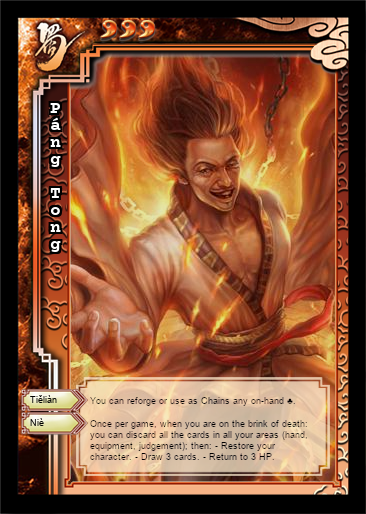 蜀
Páng Tong
Tiěliàn
You can reforge or use as Chains any on-hand ♣.
Niè
Once per game, when you are on the brink of death:
you can discard all the cards in all your areas (hand,
equipment, judgement); then: - Restore your
character. - Draw 3 cards. - Return to 3 HP.